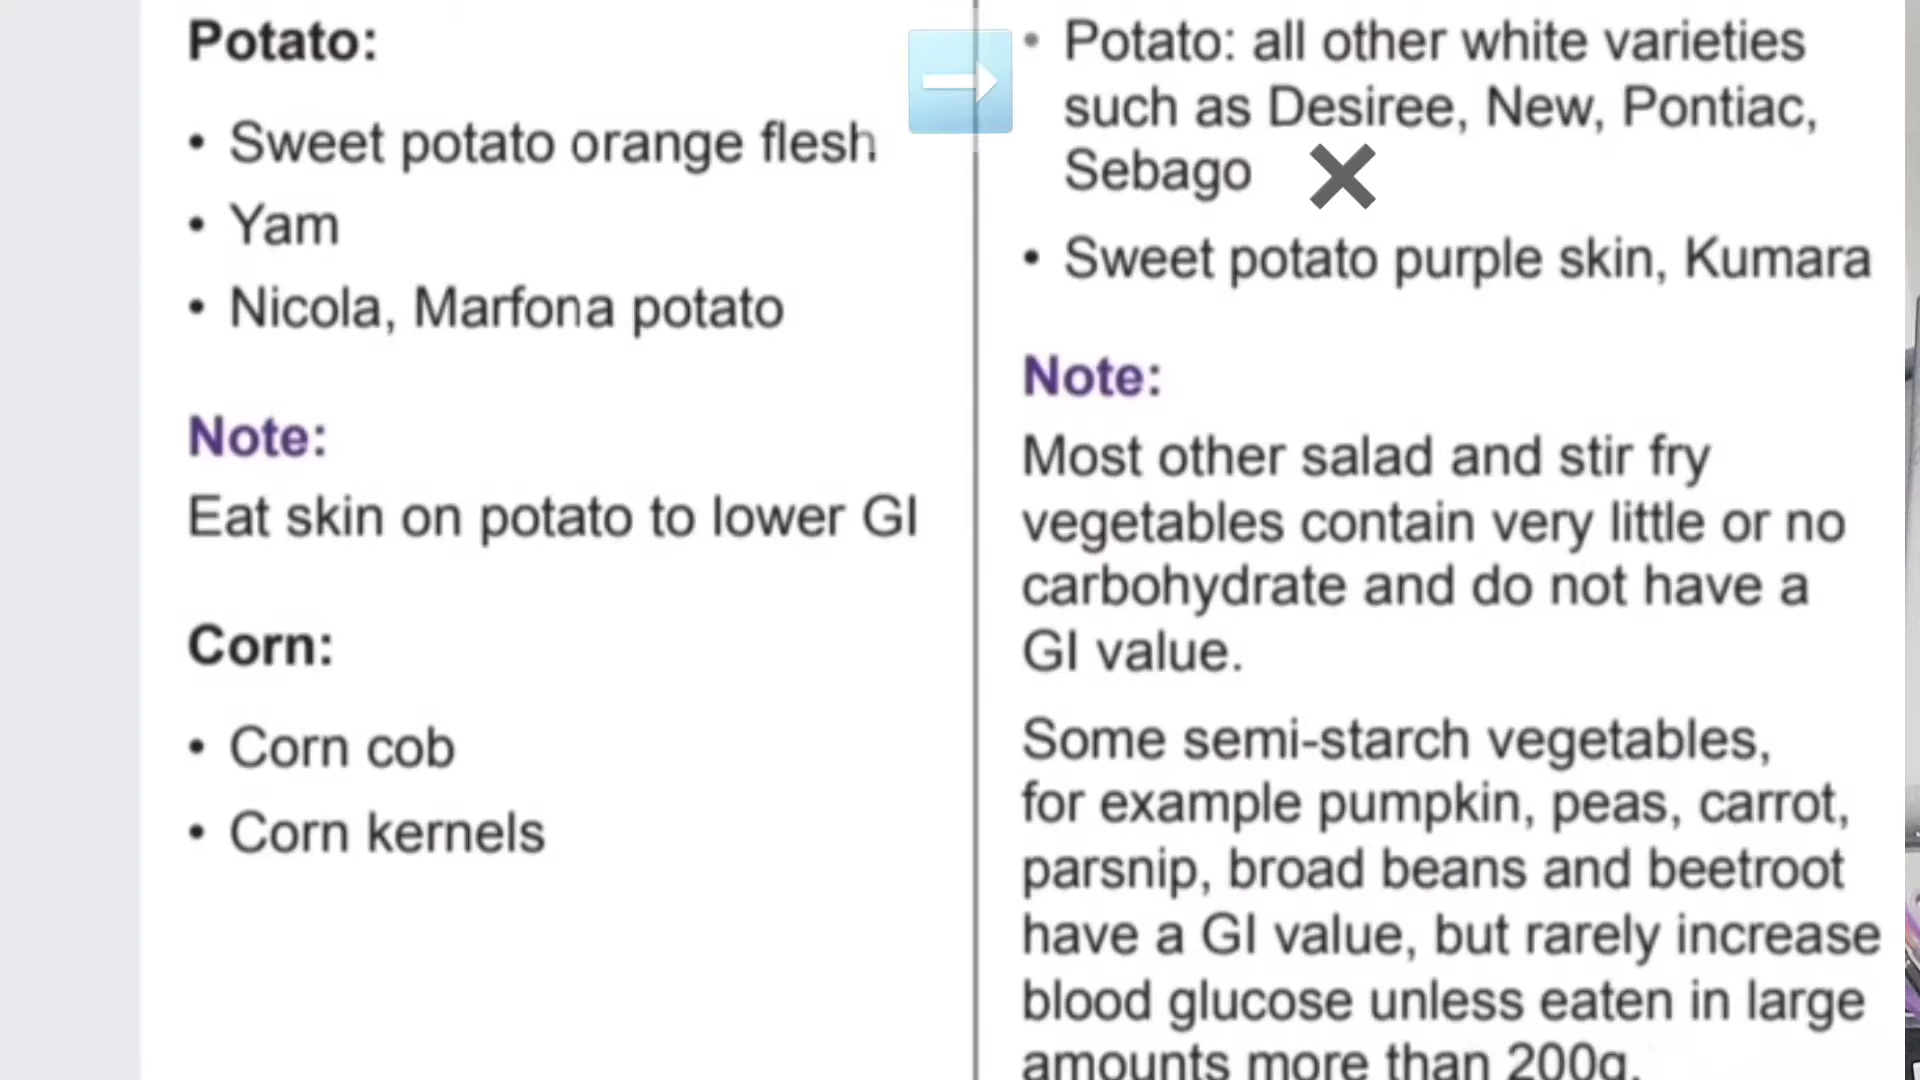 Potato:
• Sweet potato orange flesh
• Yam
• Nicola, Marfona potato
Note:
Eat skin on potato to lower GI
Corn:
• Corn cob
• Corn kernels
• Potato: all other white varieties
such as Desiree, New, Pontiac,
Sebago
• Sweet potato purple skin, Kumara
Note:
Most other salad and stir fry
vegetables contain very little or no
carbohydrate and do not have a
GI value.
Some semi-starch vegetables,
for example pumpkin, peas, carrot,
parsnip, broad beans and beetroot
have a GI value, but rarely increase
blood glucose unless eaten in large
amounts more than 200g.